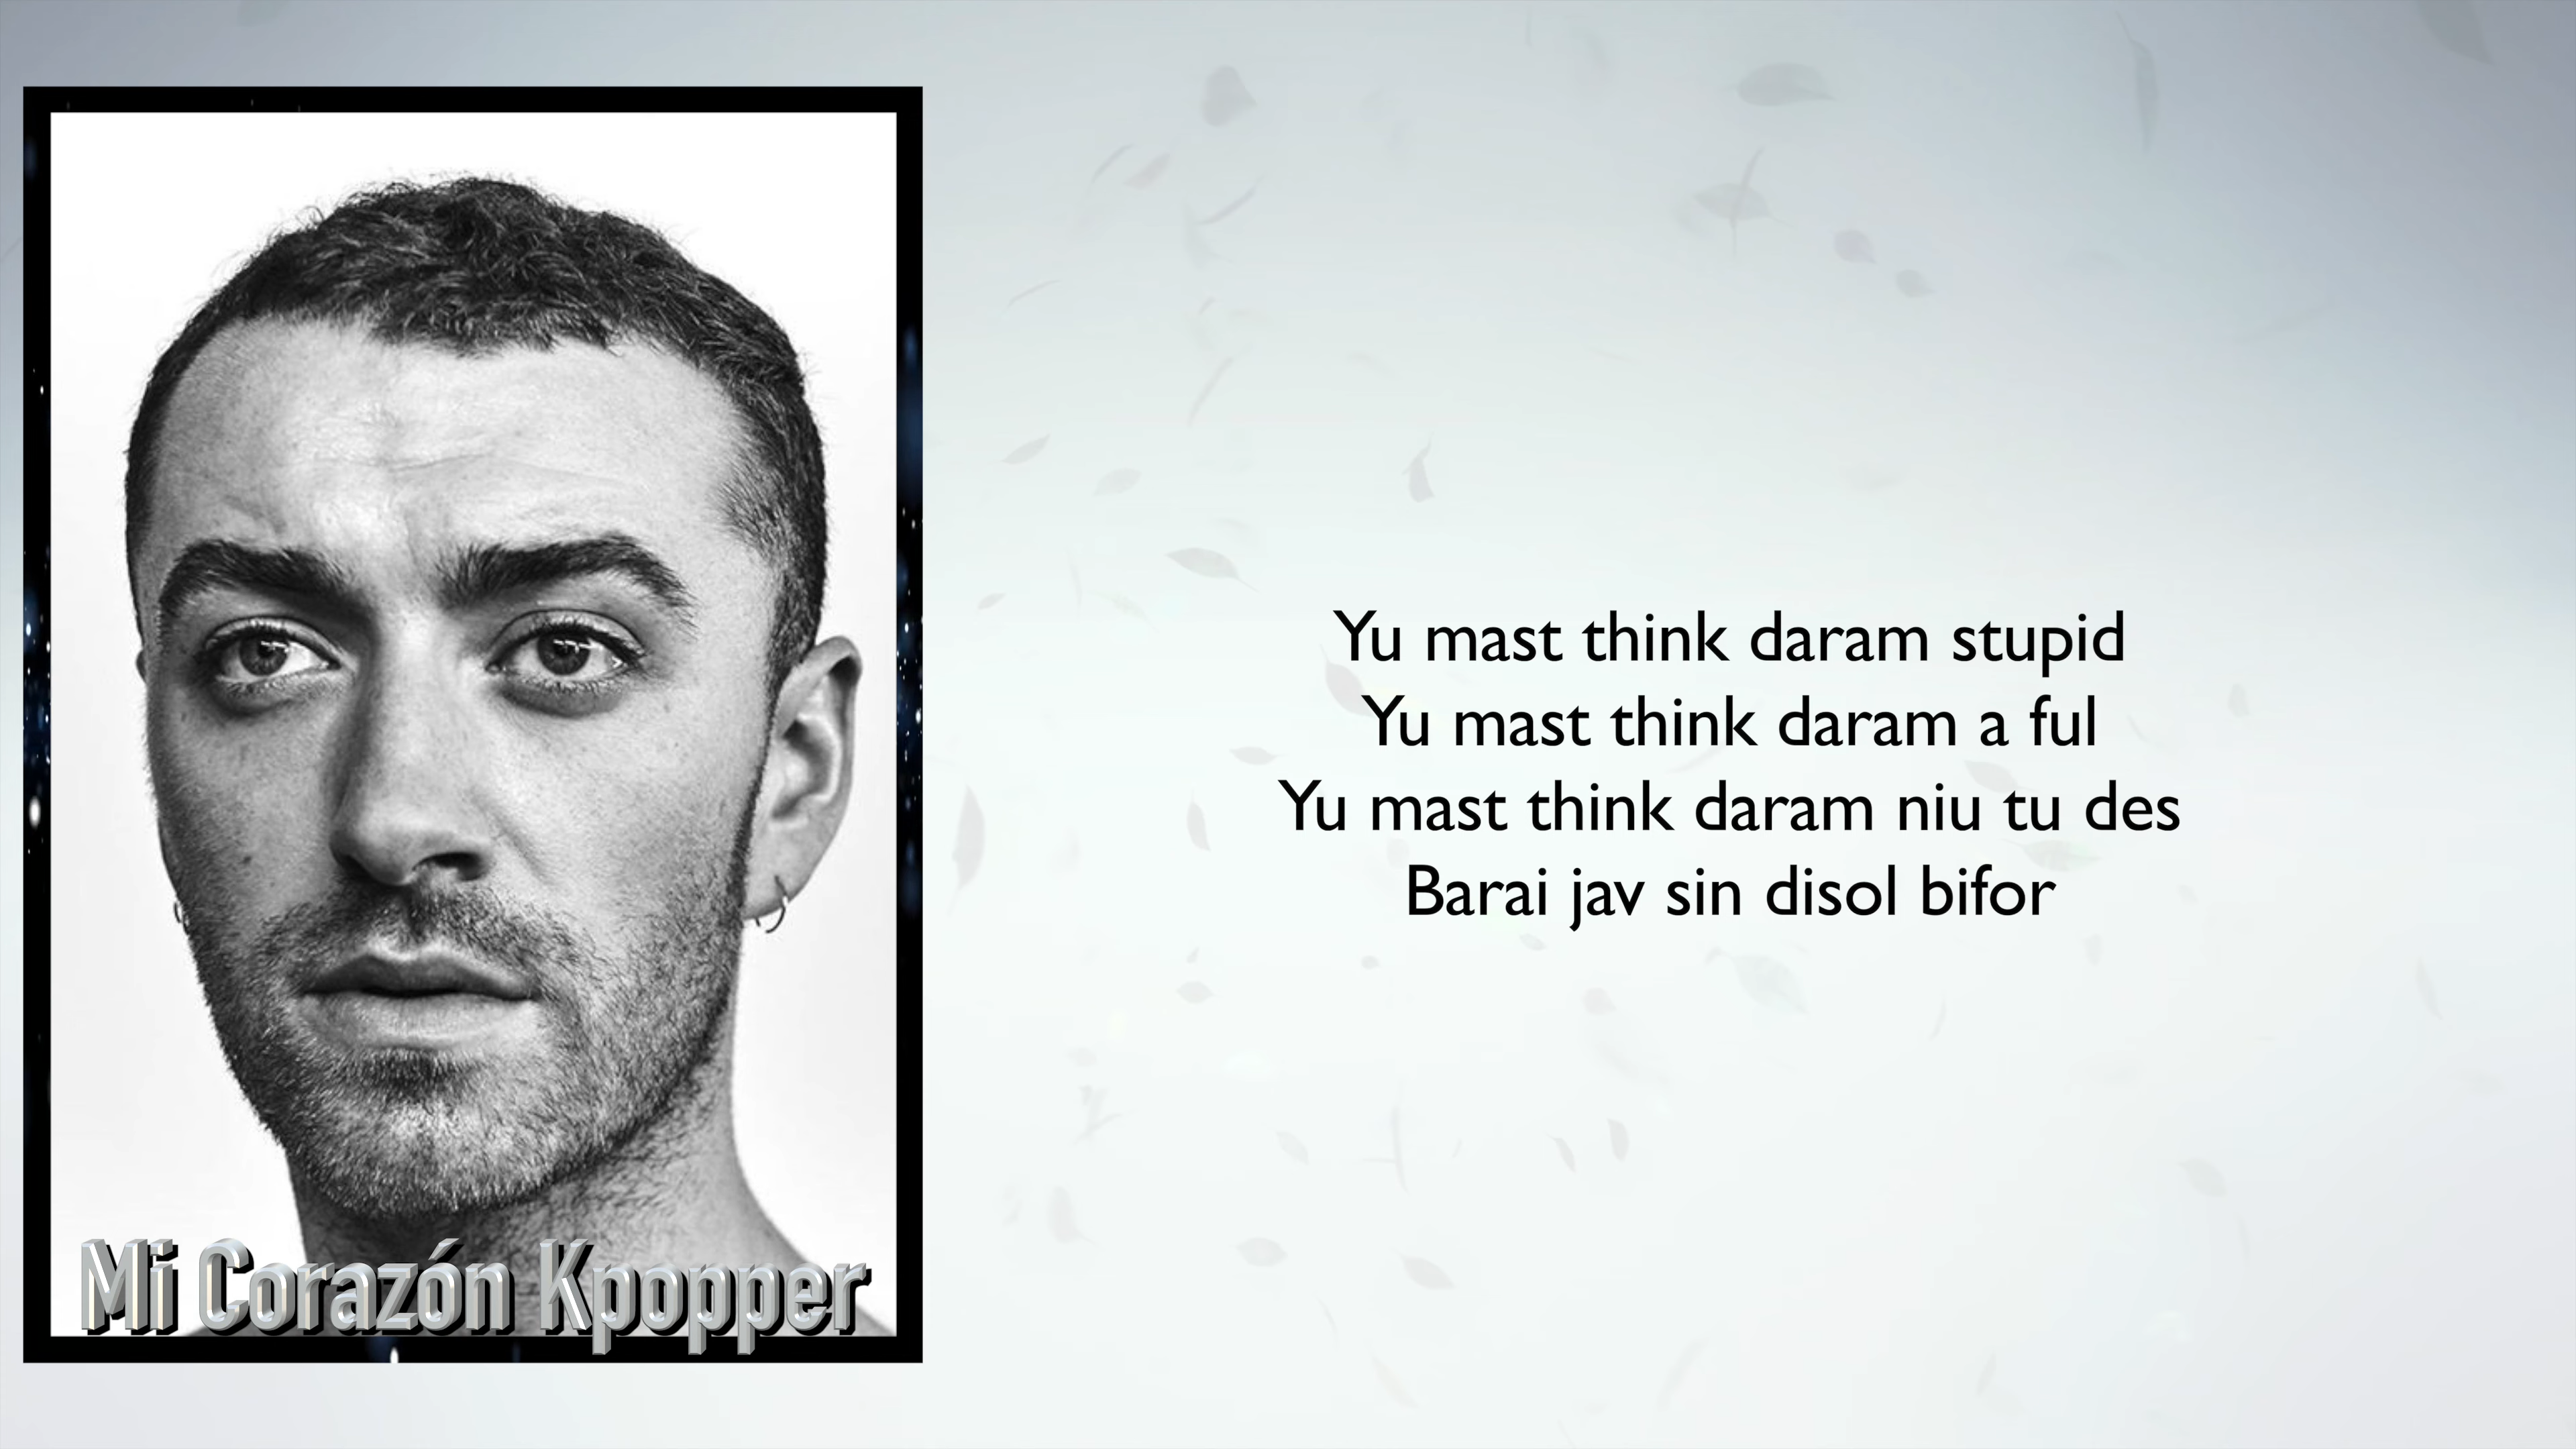 Yu mast think daram stupid
Yu mast think daram a ful
Yu mast think daram niu tu des
Barai jav sin disol bifor
Mi Corazón Kpopper